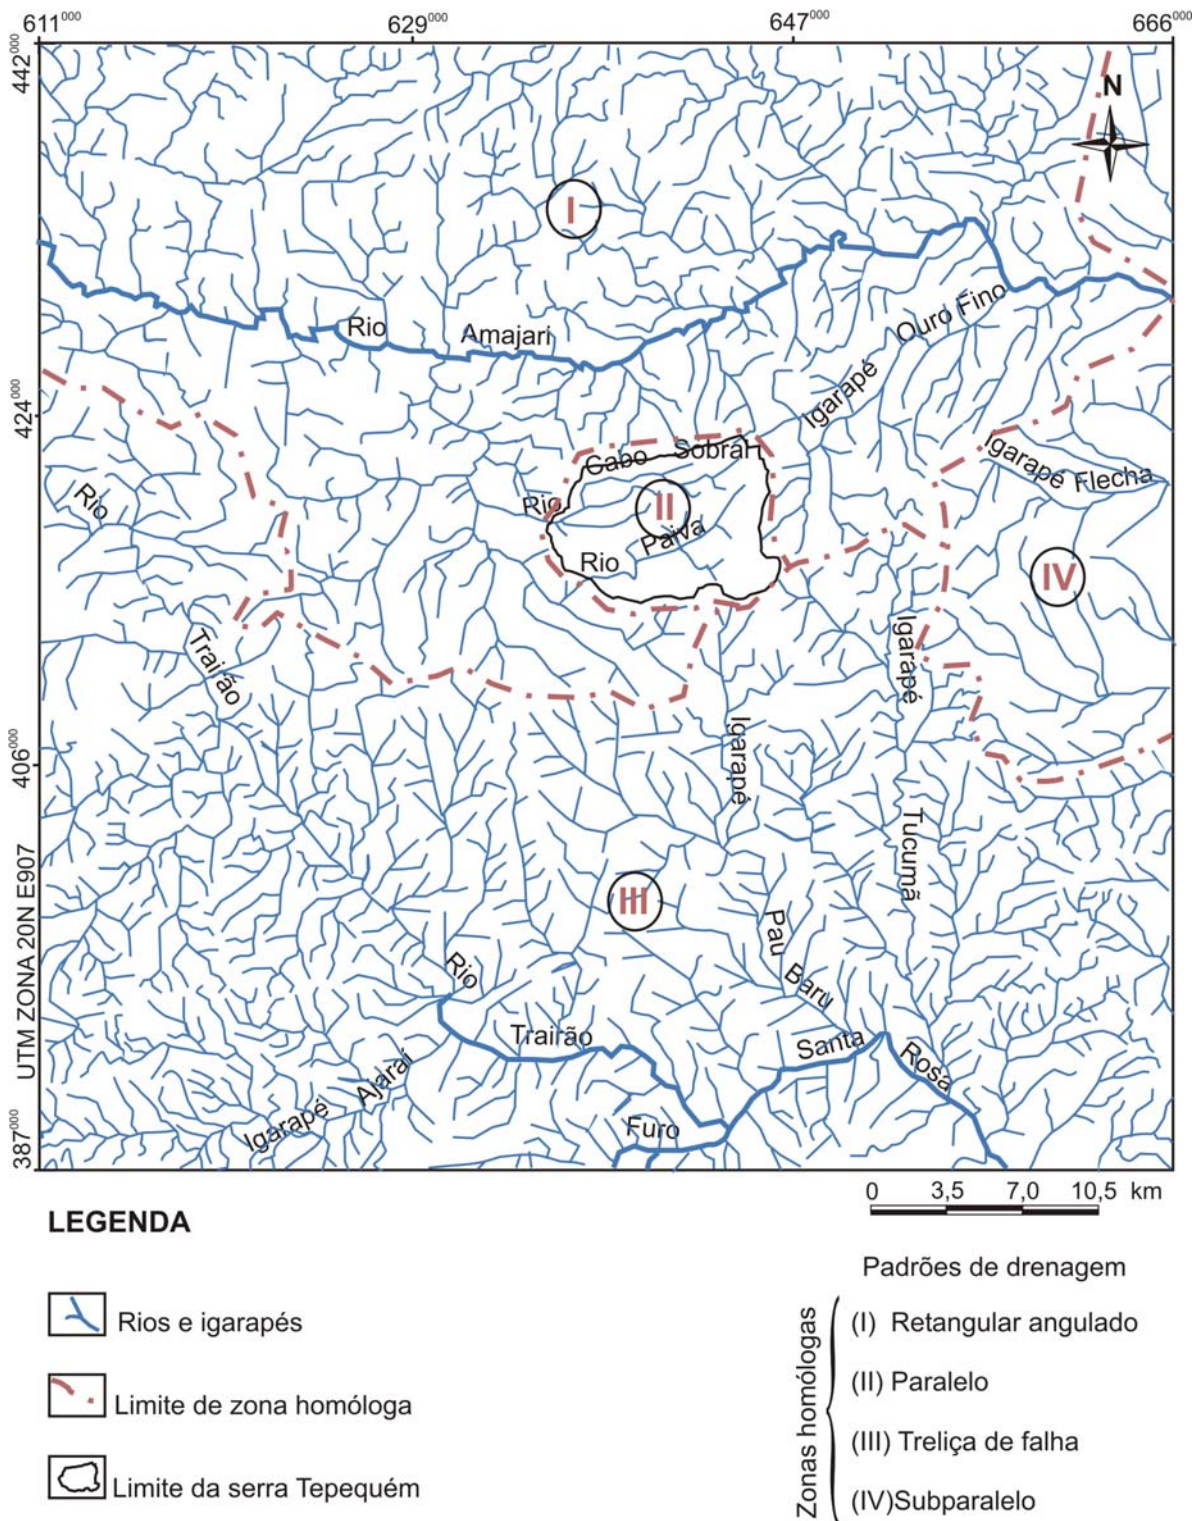 611000 629000 647000 666000
442000
N
I
Rio Amajari
Igarapé Ouro Fino
424000
Cabo Sobral
Igarapé Flecha
Rio
Rio
II
Paiva
Rio
IV
Trairão
Igarapé
Igarapé
406000
Tucumã
UTM ZONA 20N E907
III
Pau
Baru
Rio
Trairão
Santa
Rosa
Igarapé Ajaraí
Furo
387000
0 3,5 7,0 10,5 km
LEGENDA
Rios e igarapés
Limite de zona homóloga
Limite da serra Tepequém
Padrões de drenagem
Zonas homólogas
(I) Retangular angulado
(II) Paralelo
(III) Treliça de falha
(IV)Subparalelo